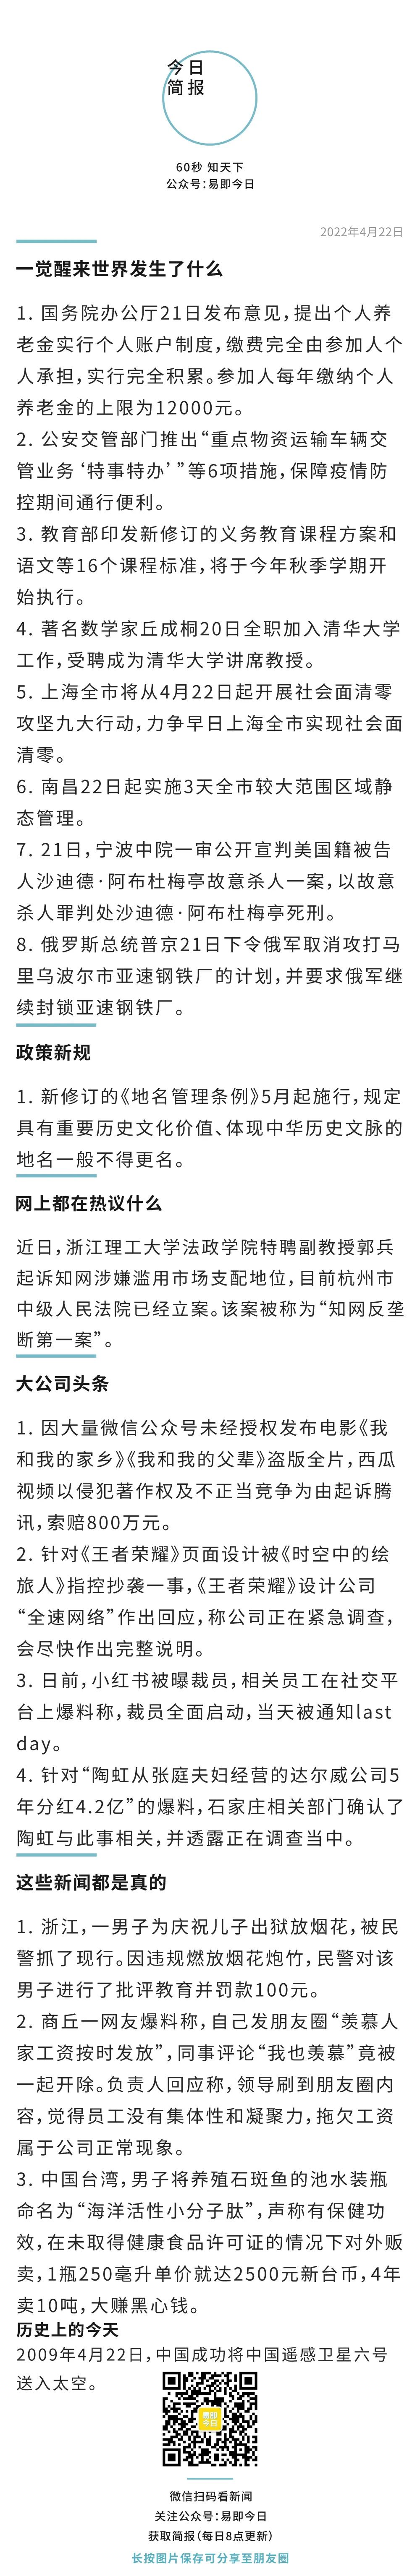 今日
简报
60秒 知天下
公众号：易即今日
2022年4月22日
一觉醒来世界发生了什么
1. 国务院办公厅21日发布意见，提出个人养
老金实行个人账户制度，缴费完全由参加人个
人承担，实行完全积累。参加人每年缴纳个人
养老金的上限为12000元。
2. 公安交管部门推出“重点物资运输车辆交
管业务‘特事特办’”等6项措施，保障疫情防
控期间通行便利。
3. 教育部印发新修订的义务教育课程方案和
语文等16个课程标准，将于今年秋季学期开
始执行。
4. 著名数学家丘成桐20日全职加入清华大学
工作，受聘成为清华大学讲席教授。
5. 上海全市将从4月22日起开展社会面清零
攻坚九大行动，力争早日上海全市实现社会面
清零。
6. 南昌22日起实施3天全市较大范围区域静
态管理。
7. 21日，宁波中院一审公开宣判美国籍被告
人沙迪德·阿布杜梅亭故意杀人一案，以故意
杀人罪判处沙迪德·阿布杜梅亭死刑。
8. 俄罗斯总统普京21日下令俄军取消攻打马
里乌波尔市亚速钢铁厂的计划，并要求俄军继
续封锁亚速钢铁厂。
政策新规
1. 新修订的《地名管理条例》5月起施行，规定
具有重要历史文化价值、体现中华历史文脉的
地名一般不得更名。
网上都在热议什么
近日，浙江理工大学法政学院特聘副教授郭兵
起诉知网涉嫌滥用市场支配地位，目前杭州市
中级人民法院已经立案。该案被称为“知网反垄
断第一案”。
大公司头条
1. 因大量微信公众号未经授权发布电影《我
和我的家乡》《我和我的父辈》盗版全片，西瓜
视频以侵犯著作权及不正当竞争为由起诉腾
讯，索赔800万元。
2. 针对《王者荣耀》页面设计被《时空中的绘
旅人》指控抄袭一事，《王者荣耀》设计公司
“全速网络”作出回应，称公司正在紧急调查，
会尽快作出完整说明。
3. 日前，小红书被曝裁员，相关员工在社交平
台上爆料称，裁员全面启动，当天被通知last
day。
4. 针对“陶虹从张庭夫妇经营的达尔威公司5
年分红4.2亿”的爆料，石家庄相关部门确认了
陶虹与此事相关，并透露正在调查当中。
这些新闻都是真的
1. 浙江，一男子为庆祝儿子出狱放烟花，被民
警抓了现行。因违规燃放烟花炮竹，民警对该
男子进行了批评教育并罚款100元。
2. 商丘一网友爆料称，自己发朋友圈“羡慕人
家工资按时发放”，同事评论“我也羡慕”竟被
一起开除。负责人回应称，领导刷到朋友圈内
容，觉得员工没有集体性和凝聚力，拖欠工资
属于公司正常现象。
3. 中国台湾，男子将养殖石斑鱼的池水装瓶
命名为“海洋活性小分子肽”，声称有保健功
效，在未取得健康食品许可证的情况下对外贩
卖，1瓶250毫升单价就达2500元新台币，4年
卖10吨，大赚黑心钱。
历史上的今天
2009年4月22日，中国成功将中国遥感卫星六号
送入太空。
易即
今日
微信扫码看新闻
关注公众号：易即今日
获取简报（每日8点更新）
长按图片保存可分享至朋友圈